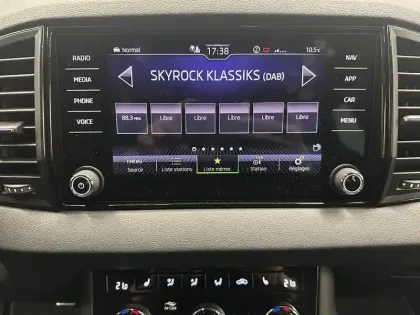 Normal 17:38 10.5°c
RADIO
MEDIA
PHONE
VOICE
NAV
APP
CAR
MENU
SKYROCK KLASSIKS (DAB)
88.3 MHz Libre Libre Libre Libre Libre
Source Liste stations Liste mémor. Station Réglages